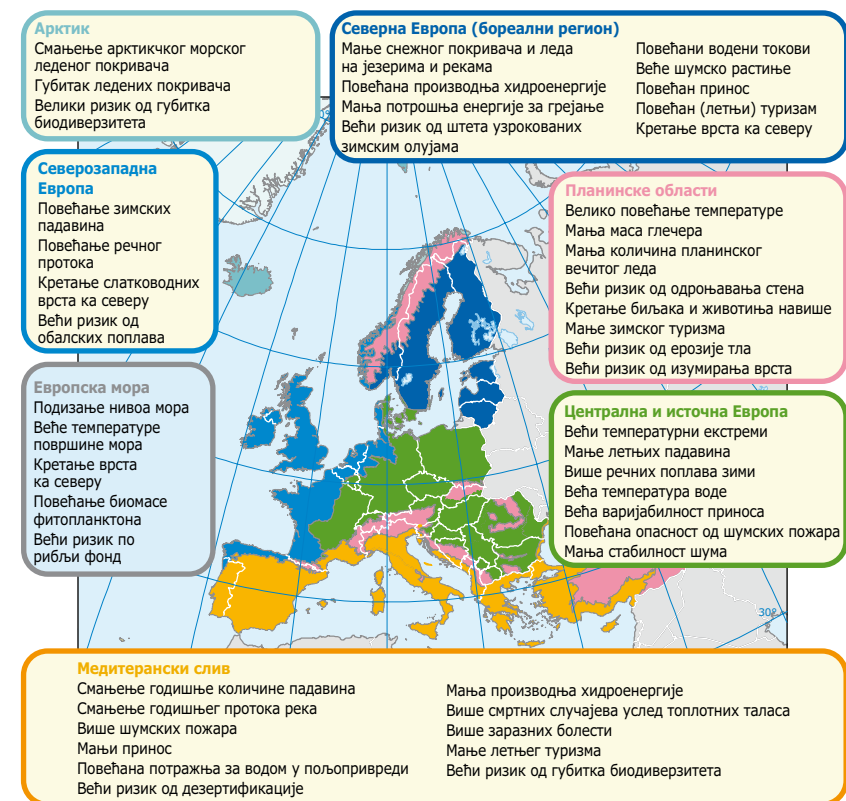 Арктик
Смањење арктичкчог морског
леденог покривача
Губитак ледених покривача
Велики ризик од губитка
биодиверзитета
Северна Европа (бореални регион)
Мање снежног покривача и леда
на језерима и рекама
Повећана производња хидроенергије
Мања потрошња енергије за грејање
Већи ризик од штета узрокованих
зимским олујама
Повећани водени токови
Веће шумско растиње
Повећан принос
Повећан (летњи) туризам
Кретање врста ка северу
Северозападна
Европа
Повећање зимских
падавина
Повећање речног
протока
Кретање слатководних
врста ка северу
Већи ризик од
обалских поплава
Планинске области
Велико повећање температуре
Мања маса глечера
Мања количина планинског
вечитог леда
Већи ризик од одроњавања стена
Кретање биљака и животиња навише
Мање зимског туризма
Већи ризик од ерозије тла
Већи ризик од изумирања врста
Европска мора
Подизање нивоа мора
Веће температуре
површине мора
Кретање врста
ка северу
Повећање биомасе
фитопланктона
Већи ризик по
рибљи фонд
Централна и источна Европа
Већи температурни екстреми
Мање летњих падавина
Више речних поплава зими
Већа температура воде
Већа варијабилност приноса
Повећана опасност од шумских пожара
Мања стабилност шума
30°
Медитерански слив
Смањење годишње количине падавина
Смањење годишњег протока река
Више шумских пожара
Мањи принос
Повећана потражња за водом у пољопривреди
Већи ризик од дезертификације
Мања производња хидроенергије
Више смртних случајева услед топлотних таласа
Више заразних болести
Мање летњег туризма
Већи ризик од губитка биодиверзитета